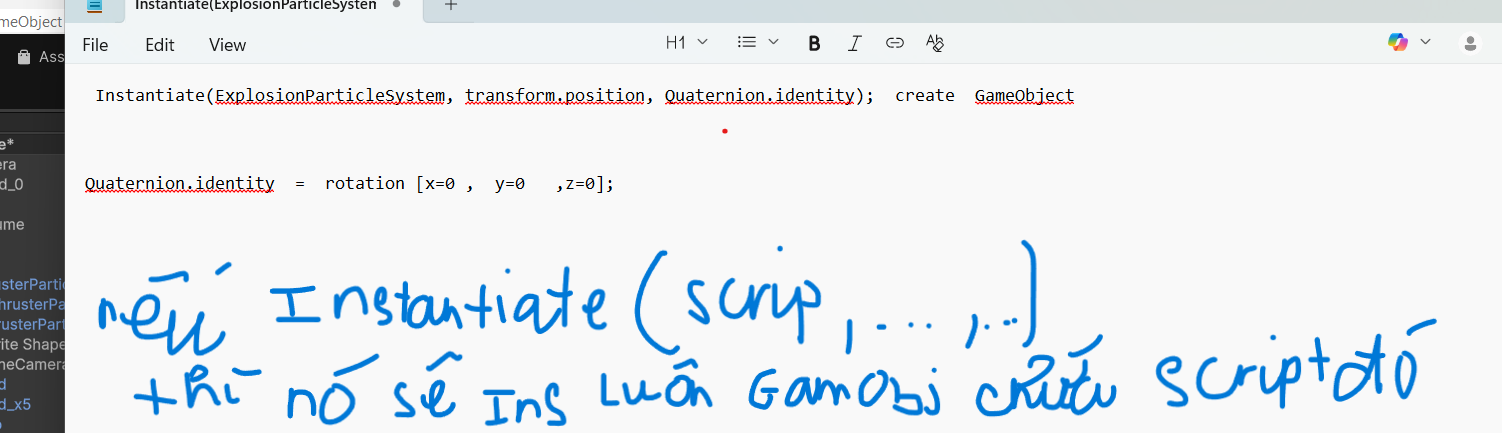 Instantiate(ExplosionParticleSysten
meObject
File Edit View H1 B I
Ass
Instantiate(ExplosionParticleSystem, transform.position, Quaternion.identity); create GameObject
e*
era
d_0
Quaternion.identity = rotation [x=0 , y=0 ,z=0];
ume
sterParti
hrusterPa
rusterPart
rite Shape
neCamera
d
d_x5
nếu Instantiate (scrip, ... , ...)
thì nó sẽ Ins luôn GamObj chứa script đó